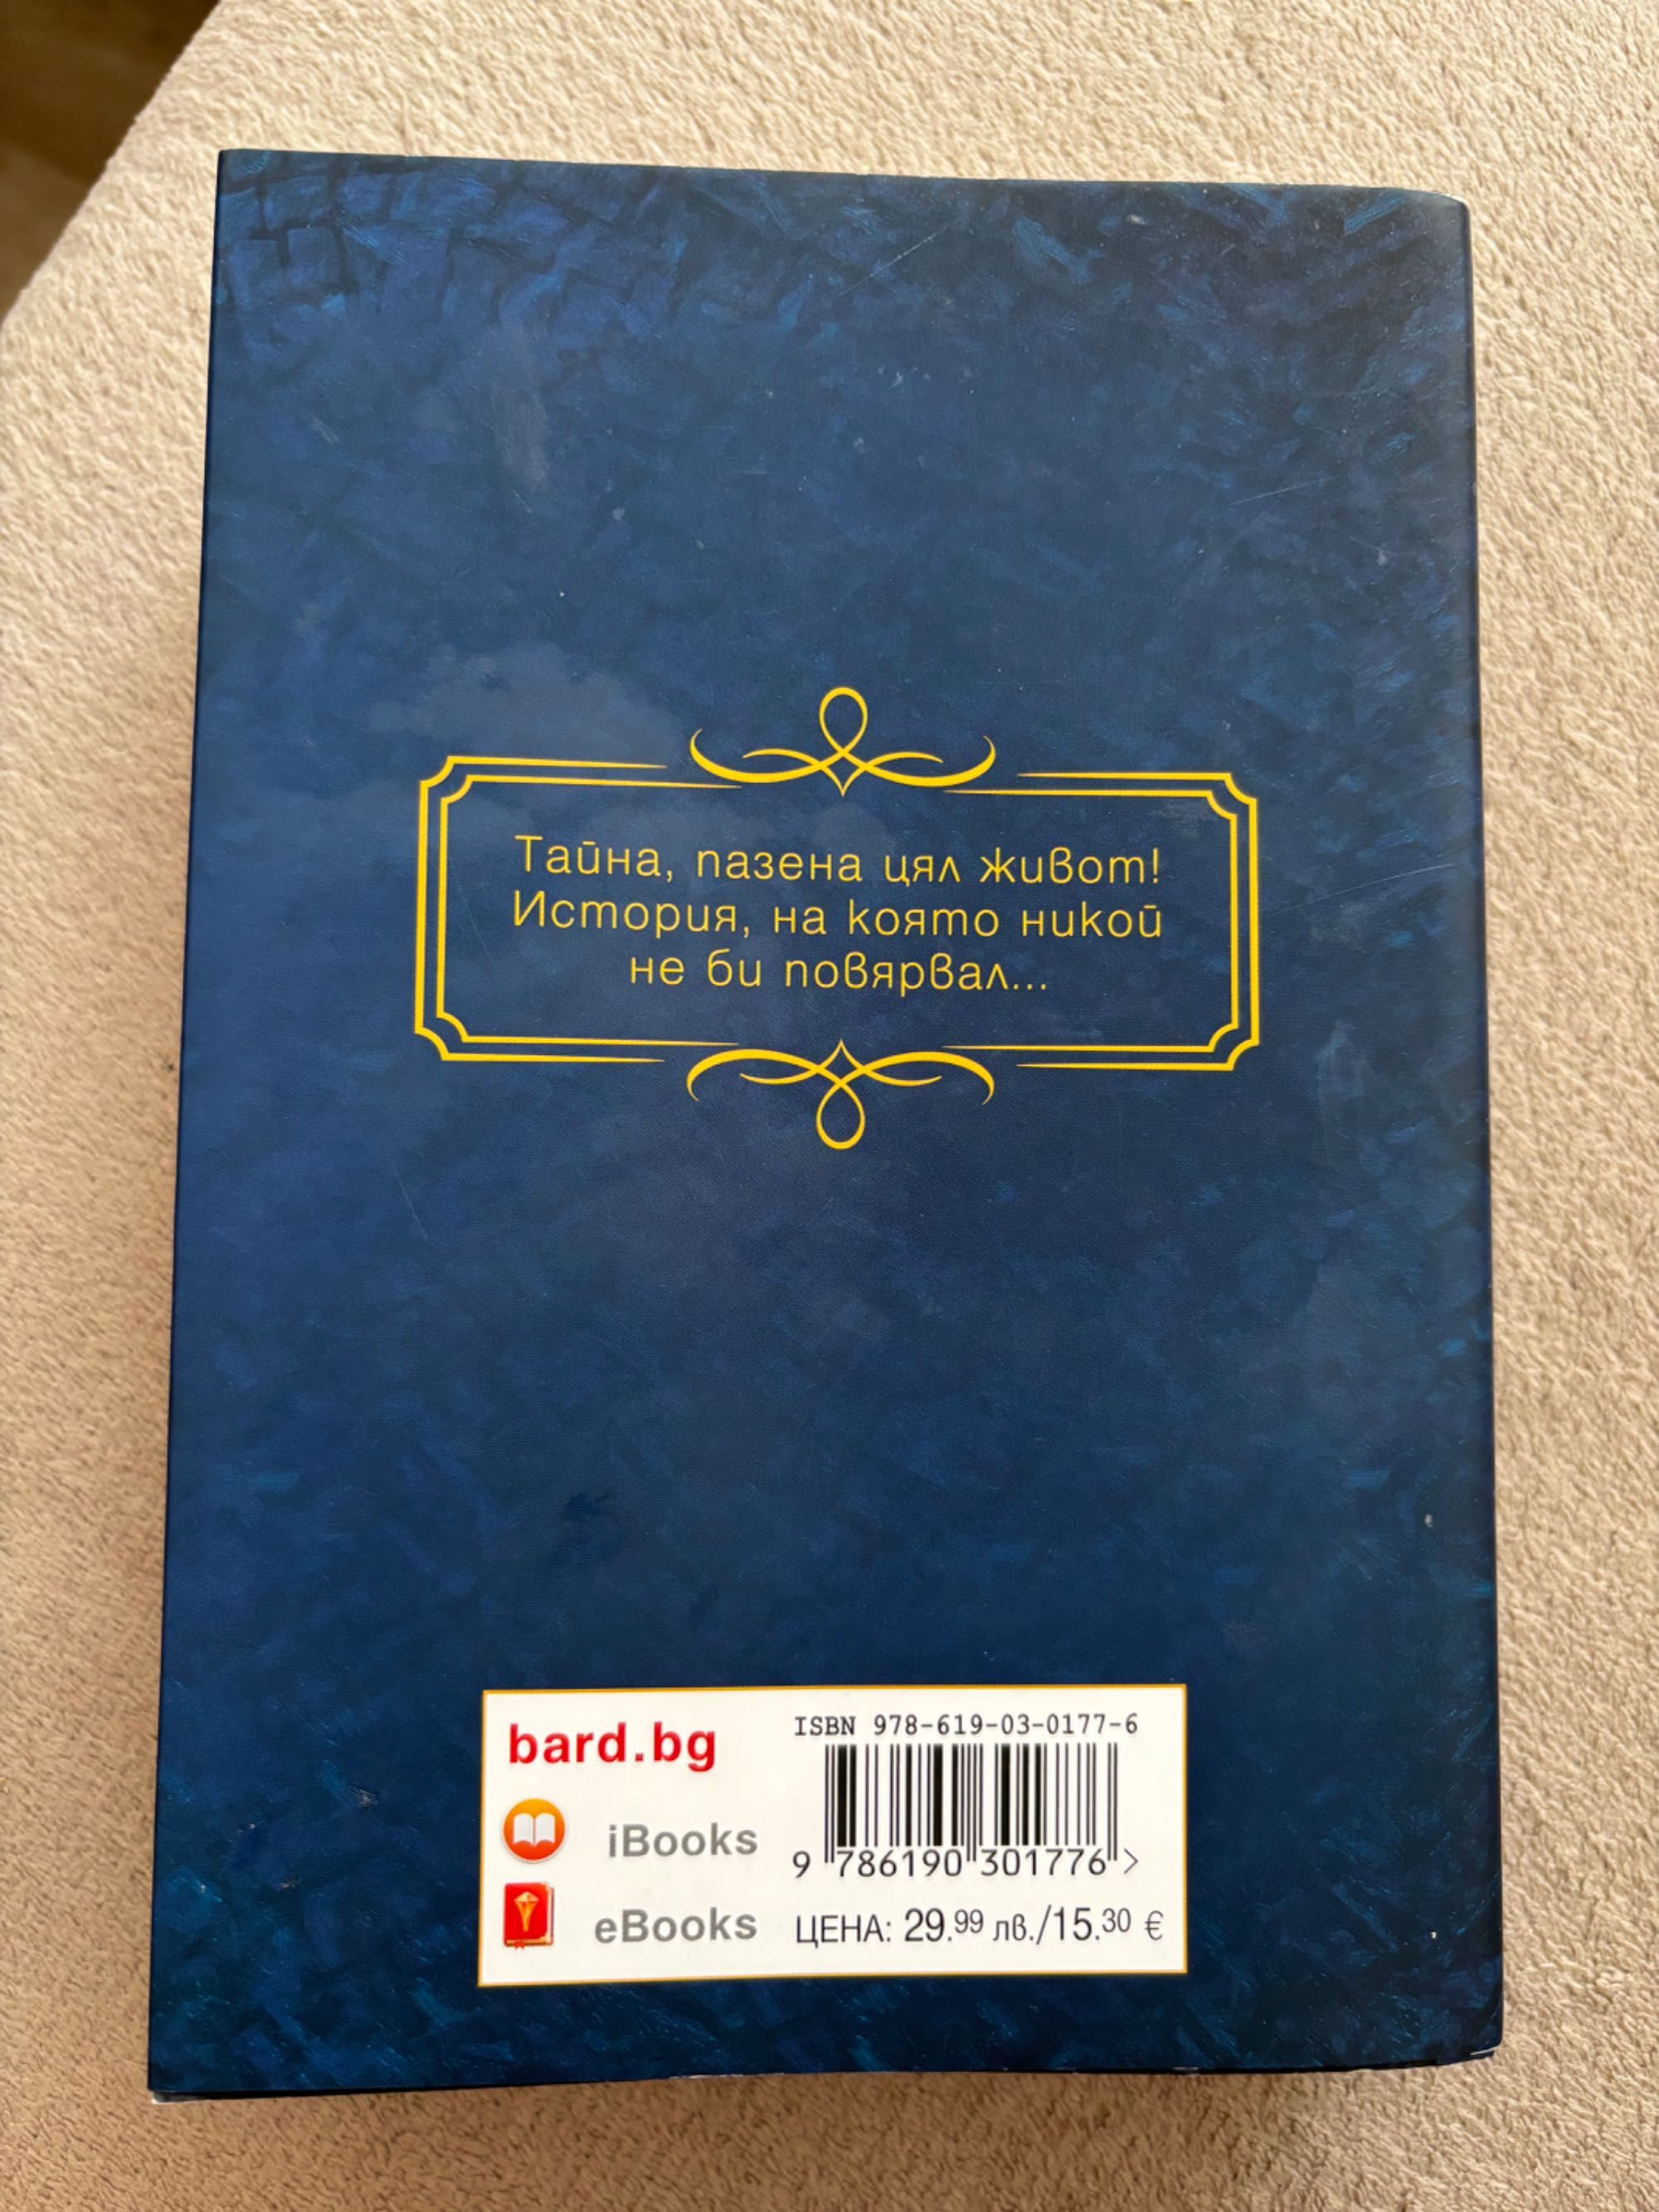 Тайна, пазена цял живот!
История, на която никой
не би повярвал...
bard.bg
iBooks
eBooks
ISBN 978-619-03-0177-6
9 786190 301776 >
ЦЕНА: 29.99 лв./15.30 €